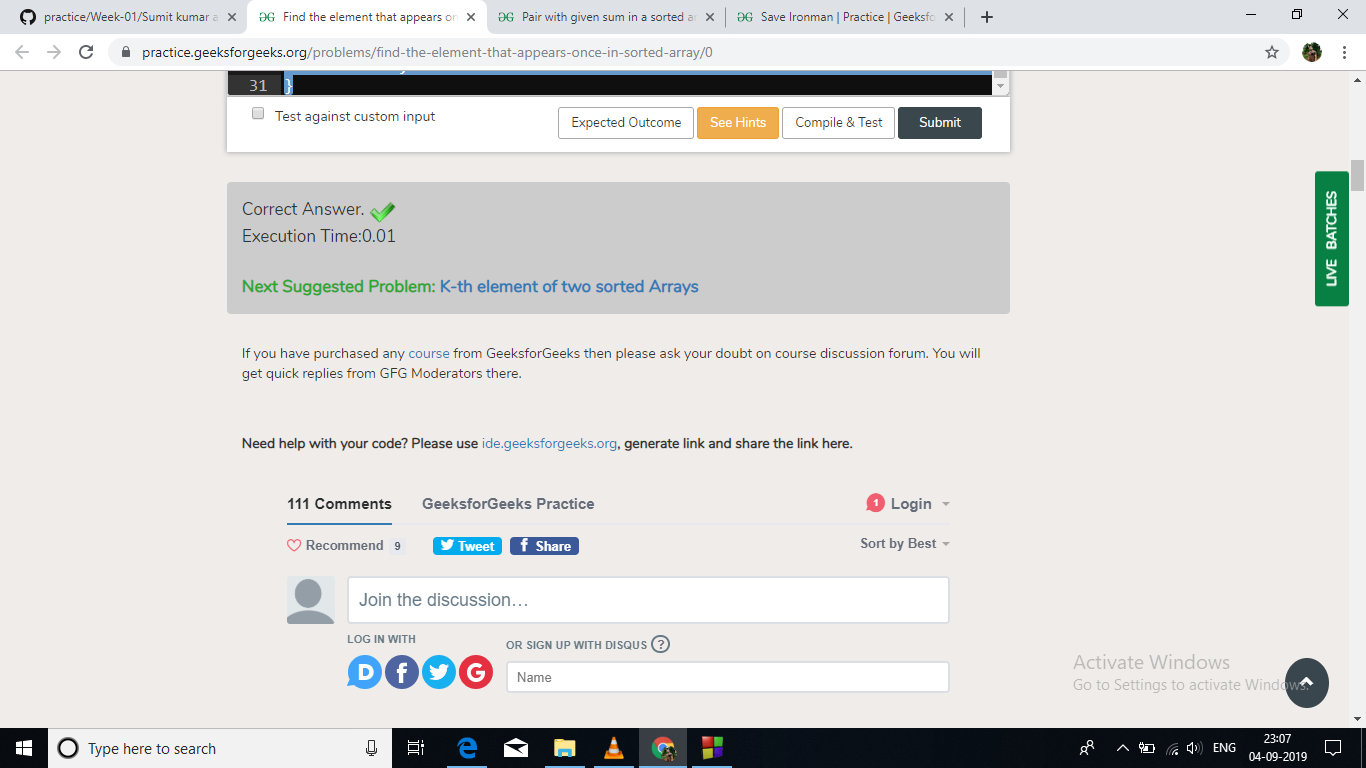 practice/Week-01/Sumit kumar a
Find the element that appears on
Pair with given sum in a sorted a
Save Ironman | Practice | Geeksfo
practice.geeksforgeeks.org/problems/find-the-element-that-appears-once-in-sorted-array/0
31 }
Test against custom input
Expected Outcome
See Hints
Compile & Test
Submit
LIVE BATCHES
Correct Answer.
Execution Time:0.01
Next Suggested Problem: K-th element of two sorted Arrays
If you have purchased any course from GeeksforGeeks then please ask your doubt on course discussion forum. You will
get quick replies from GFG Moderators there.
Need help with your code? Please use ide.geeksforgeeks.org, generate link and share the link here.
111 Comments
GeeksforGeeks Practice
1
Login
Recommend 9
Tweet
f Share
Sort by Best
Join the discussion…
LOG IN WITH
OR SIGN UP WITH DISQUS ?
D f G
Name
Activate Windows
Go to Settings to activate Windows.
Type here to search
ENG
23:07
04-09-2019